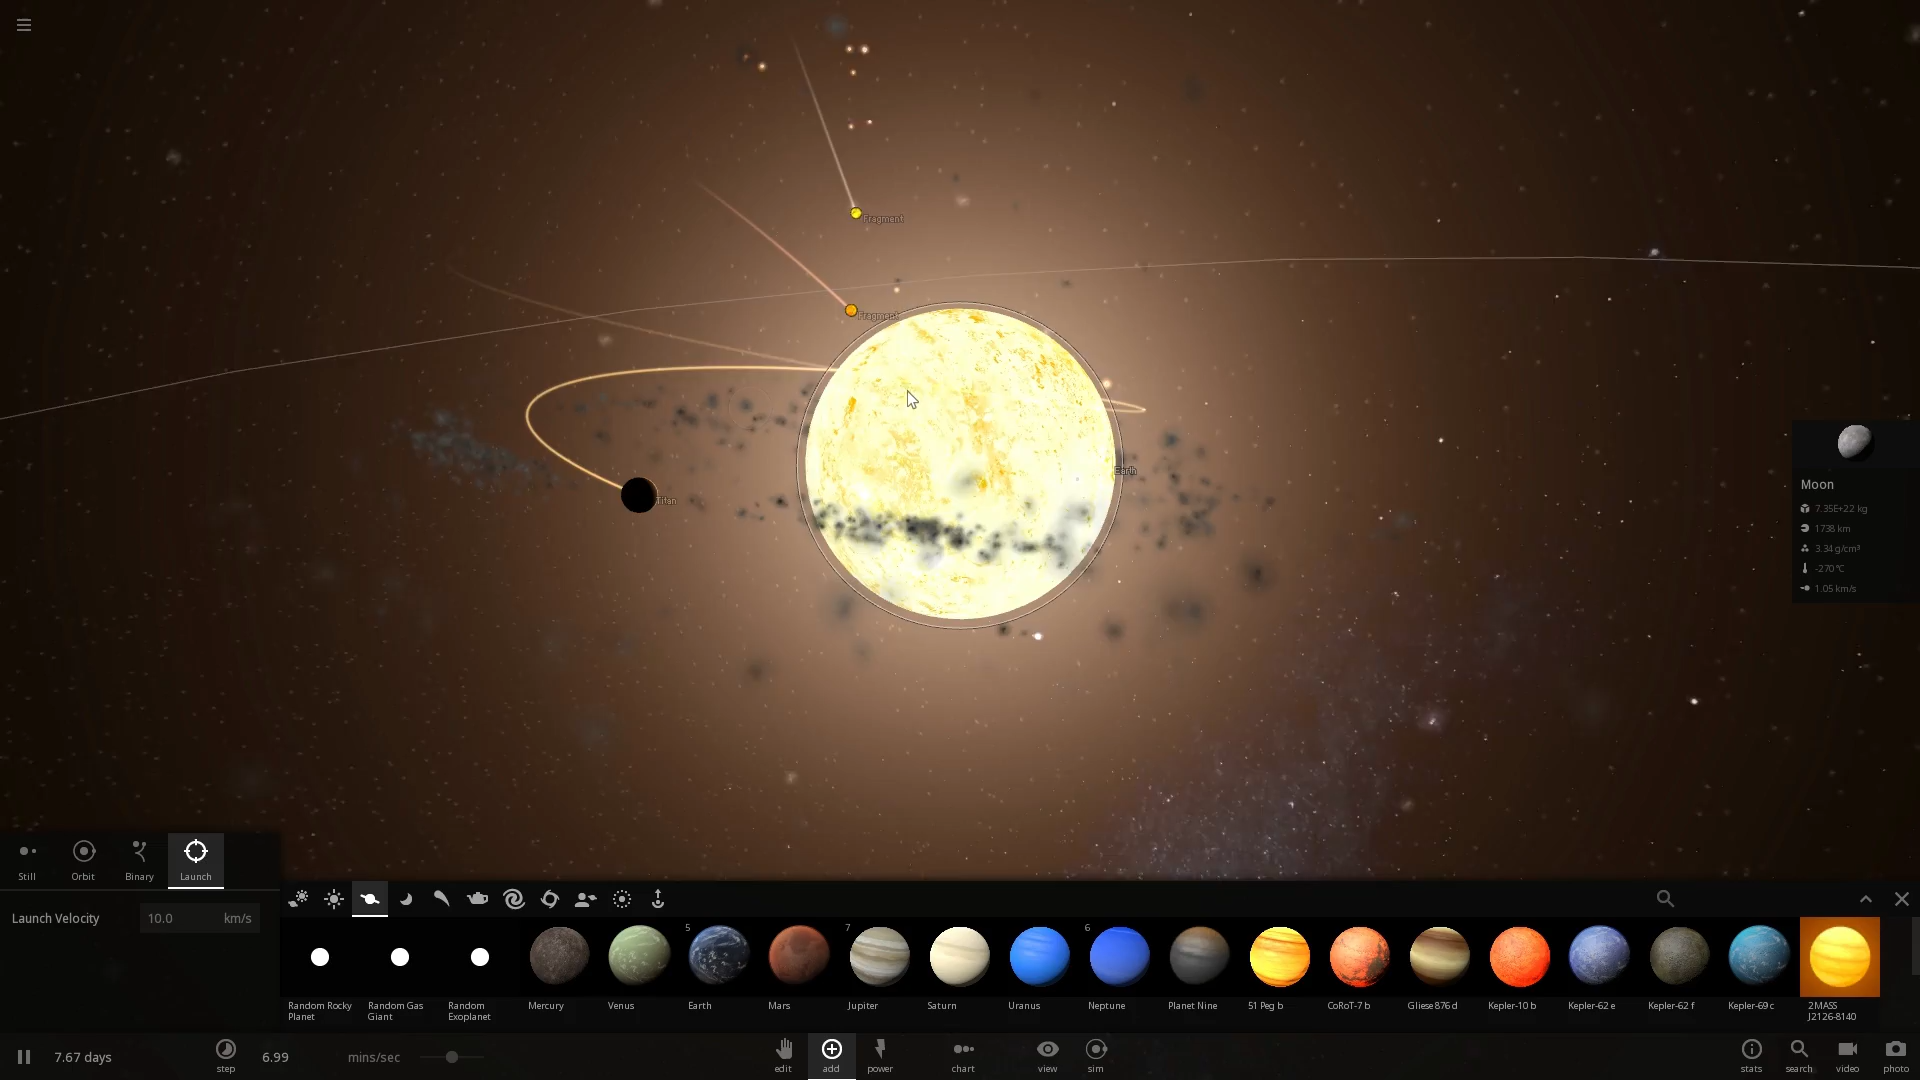 Fragment
Fragment
Earth
Titan
Moon
7.35E+22 kg
1738 km
3.34 g/cm³
-270 °C
1.05 km/s
Still
Orbit
Binary
Launch
Launch Velocity
10.0 km/s
5
7
6
Random Rocky Planet
Random Gas Giant
Random Exoplanet
Mercury
Venus
Earth
Mars
Jupiter
Saturn
Uranus
Neptune
Planet Nine
51 Peg b
CoRoT-7 b
Gliese 876 d
Kepler-10 b
Kepler-62 e
Kepler-62 f
Kepler-69 c
2MASS J2126-8140
7.67 days
step
6.99 mins/sec
edit
add
power
chart
view
sim
stats
search
video
photo